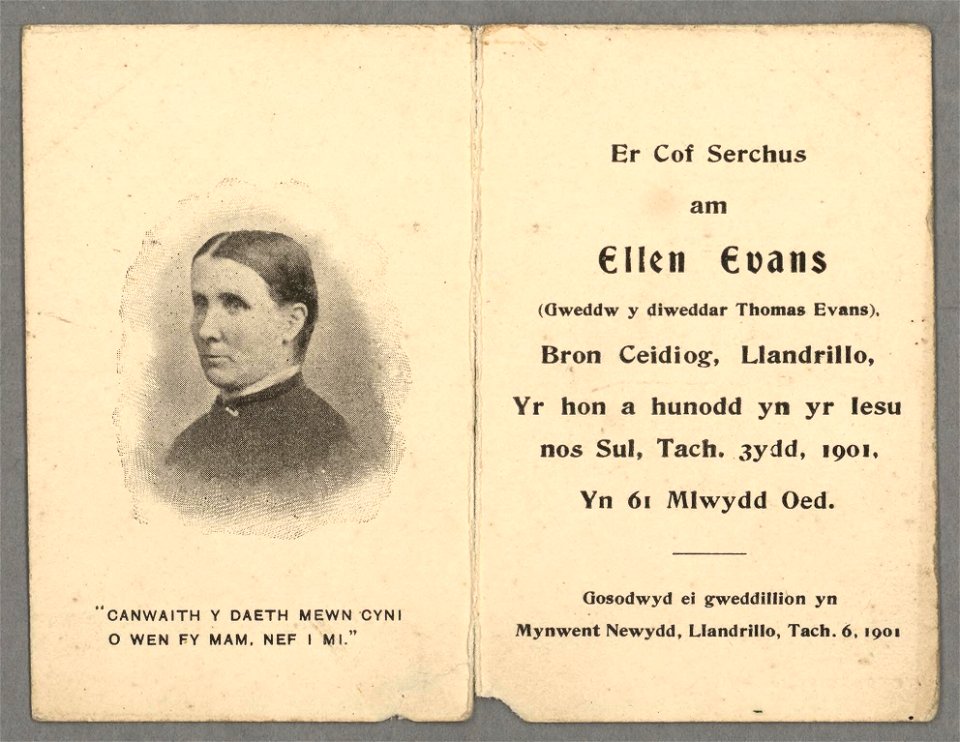 "CANWAITH Y DAETH MEWN CYNI
O WEN FY MAM, NEF I MI."
Er Cof Serchus
am
Ellen Evans
(Gweddw y diweddar Thomas Evans),
Bron Ceidiog, Llandrillo,
Yr hon a hunodd yn yr Iesu
nos Sul, Tach. 3ydd, 1901,
Yn 61 Mlwydd Oed.
Gosodwyd ei gweddillion yn
Mynwent Newydd, Llandrillo, Tach. 6, 1901